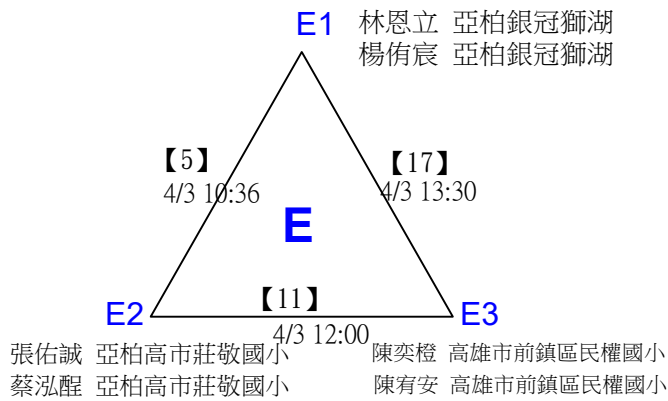 E1
林恩立 亞柏銀冠獅湖
楊侑宸 亞柏銀冠獅湖
【5】
4/3 10:36
【17】
4/3 13:30
E
【11】
4/3 12:00
E2
E3
張佑誠 亞柏高市莊敬國小
蔡泓酲 亞柏高市莊敬國小
陳奕橙 高雄市前鎮區民權國小
陳宥安 高雄市前鎮區民權國小